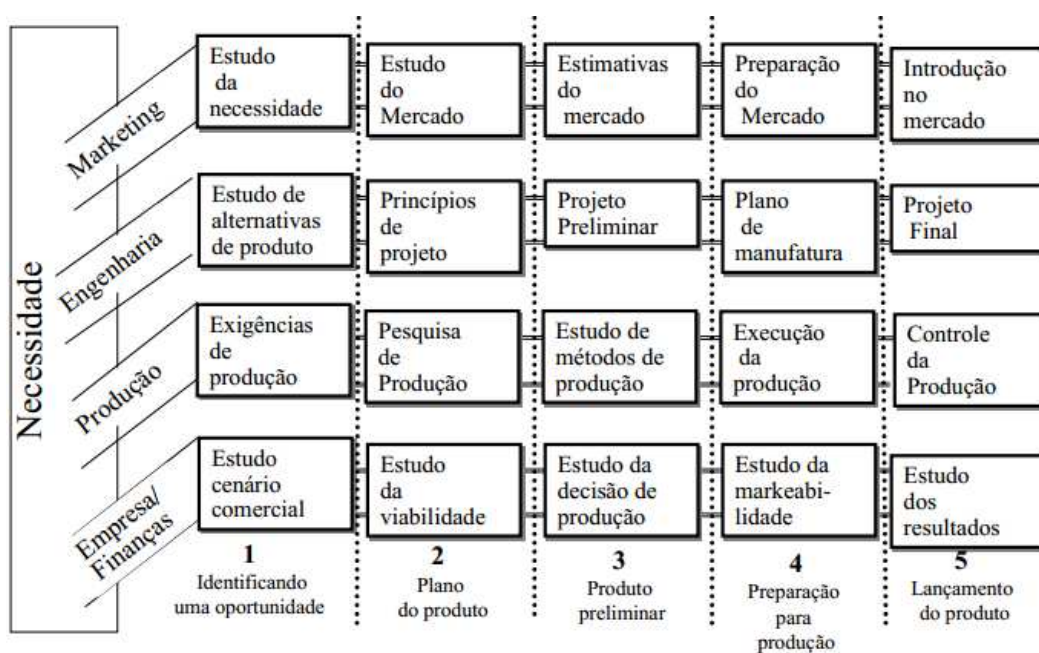 Necessidade
Marketing
Estudo
da
necessidade
Estudo
do
Mercado
Estimativas
do
mercado
Preparação
do
Mercado
Introdução
no
mercado
Engenharia
Estudo de
alternativas
de produto
Princípios
de
projeto
Projeto
Preliminar
Plano
de
manufatura
Projeto
Final
Produção
Exigências
de
produção
Pesquisa
de
Produção
Estudo de
métodos de
produção
Execução
da
produção
Controle
da
Produção
Empresa/
Finanças
Estudo
cenário
comercial
Estudo
da
viabilidade
Estudo da
decisão de
produção
Estudo da
markeabi-
lidade
Estudo
dos
resultados
1
Identificando
uma oportunidade
2
Plano
do produto
3
Produto
preliminar
4
Preparação
para
produção
5
Lançamento
do produto